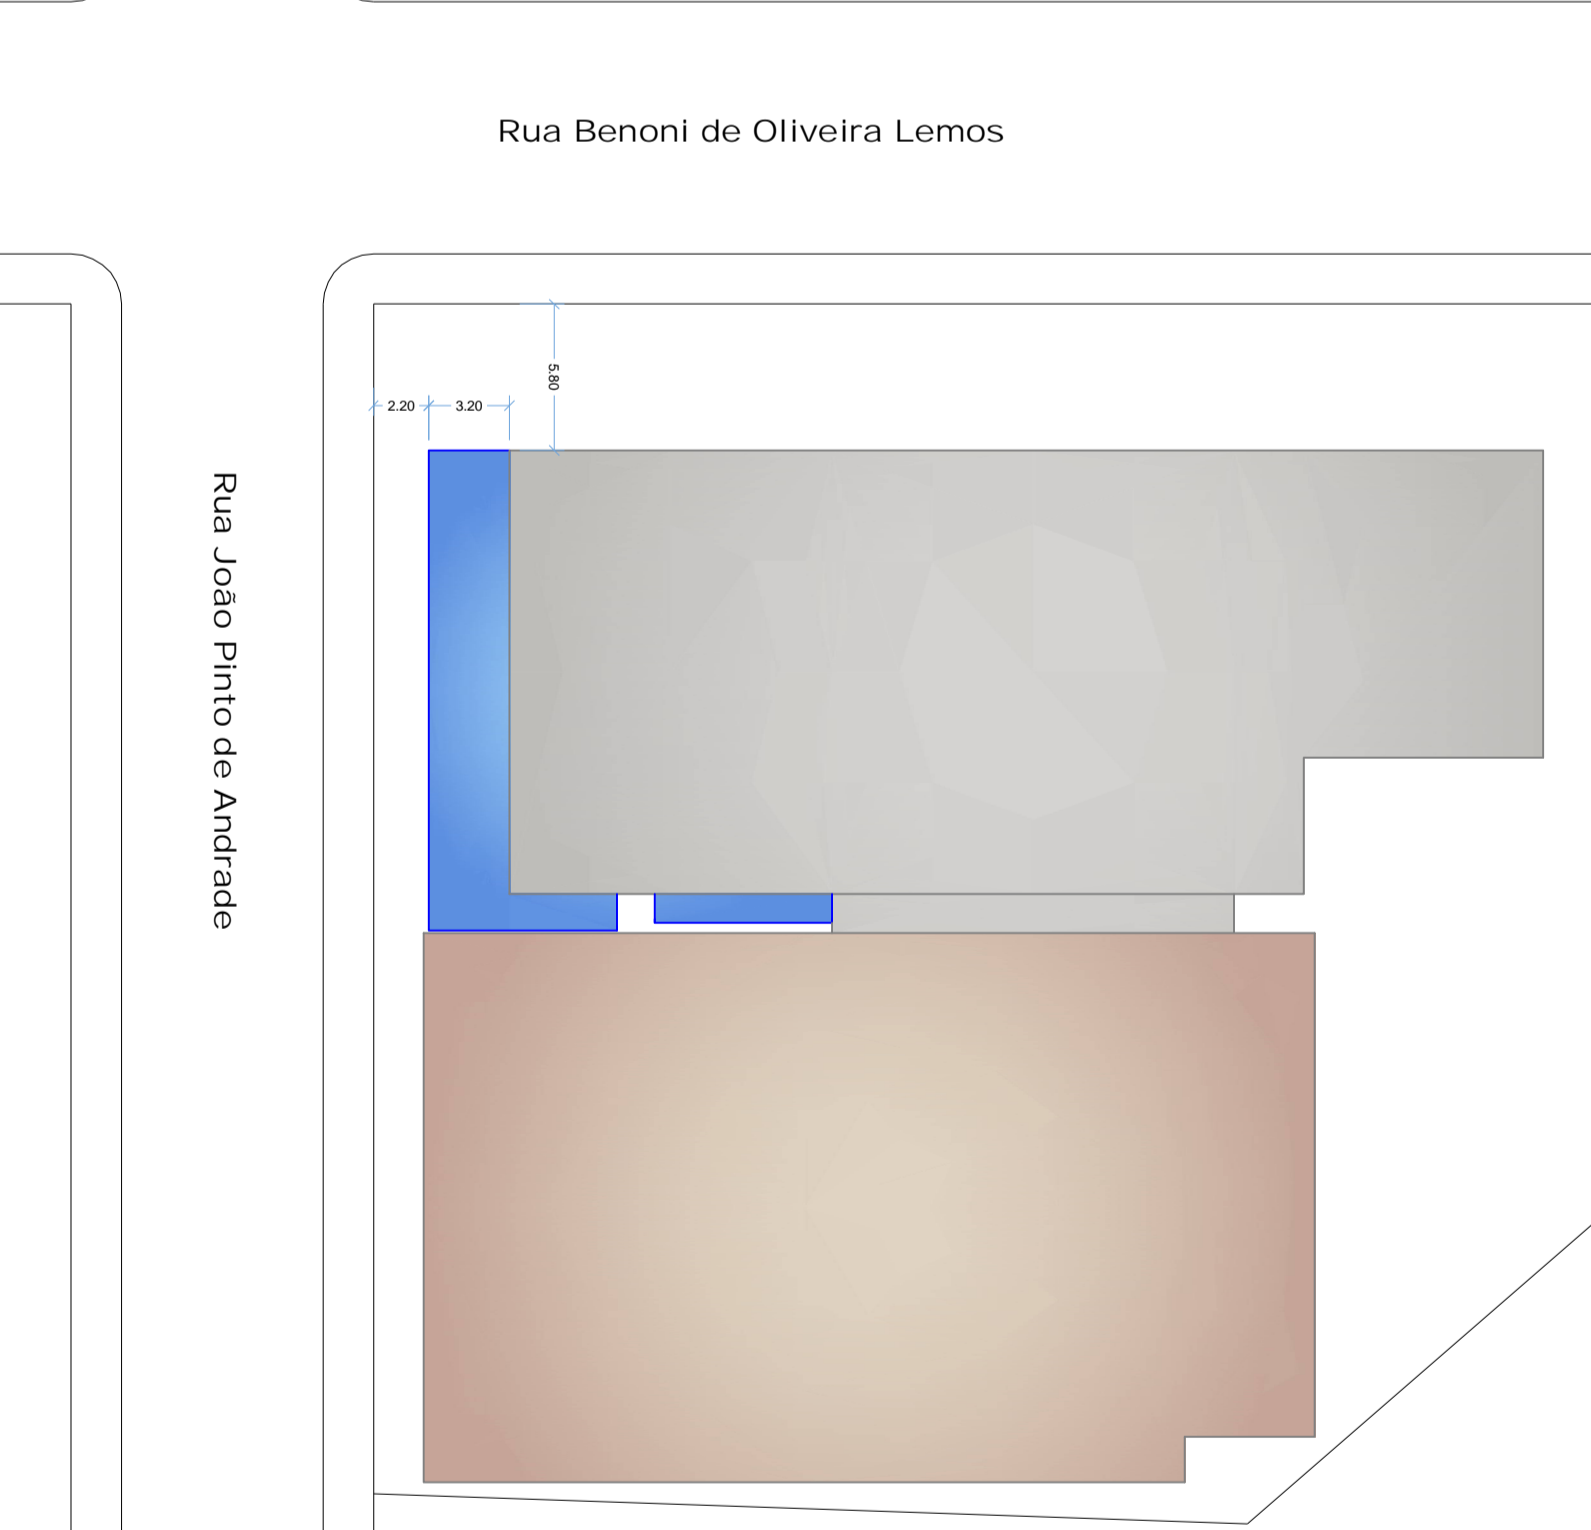 Rua Benoni de Oliveira Lemos
5.80
2.20
3.20
Rua João Pinto de Andrade